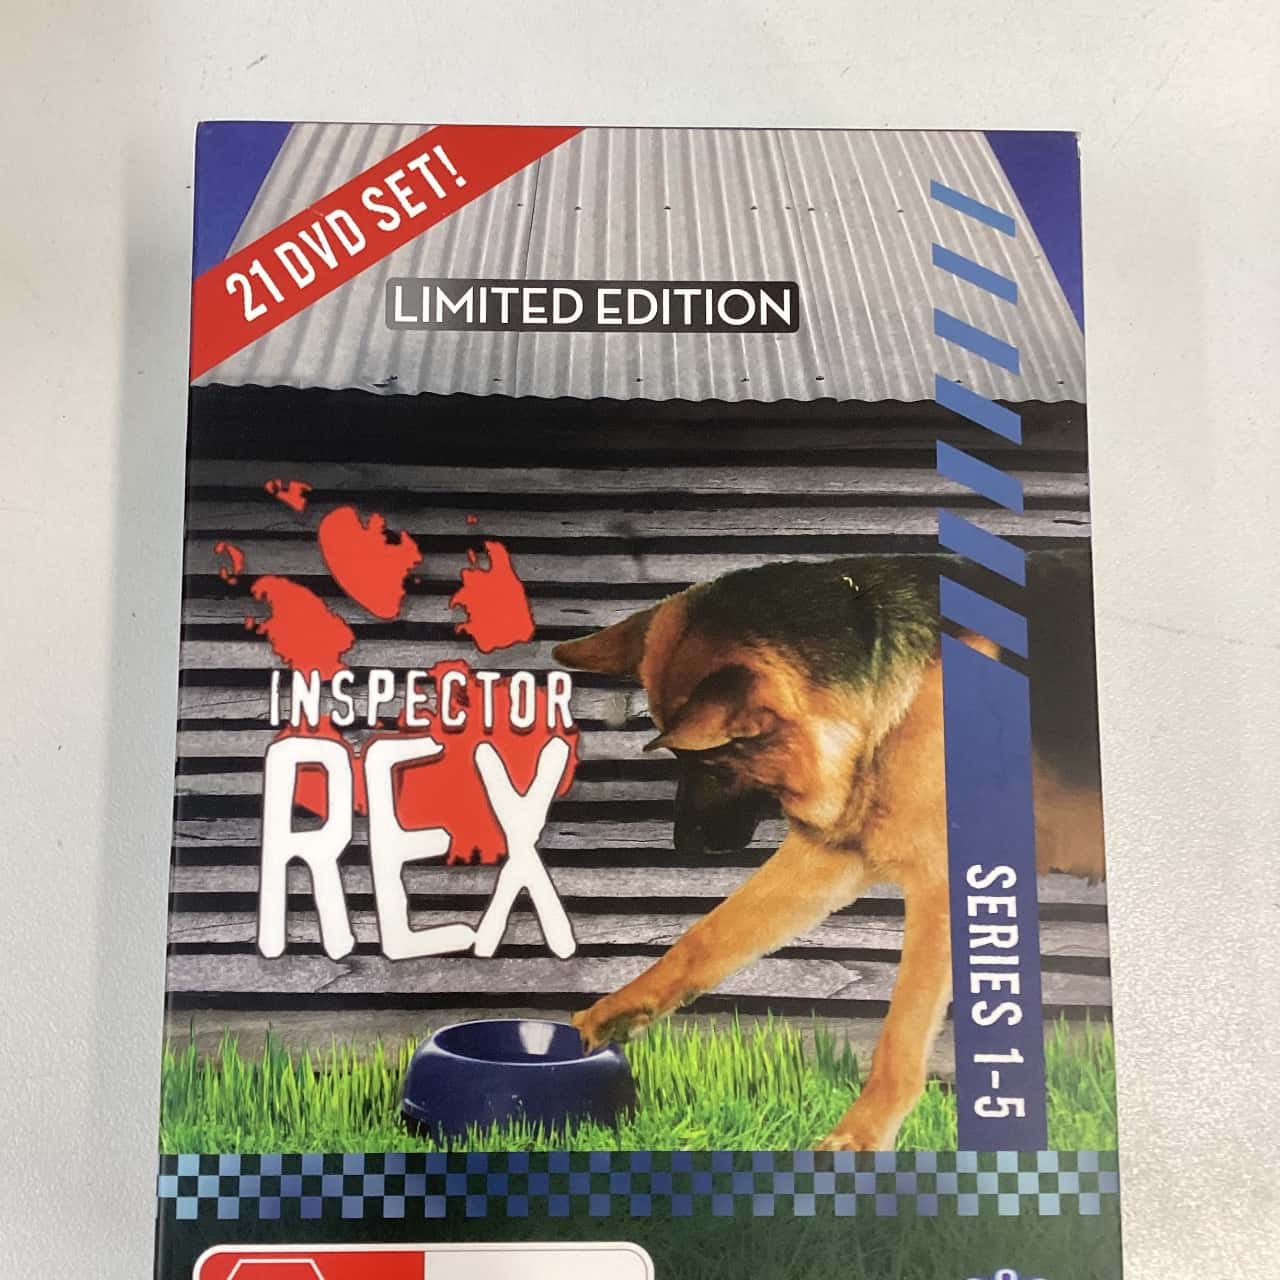 21 DVD SET!
LIMITED EDITION
INSPECTOR
REX
SERIES 1-5